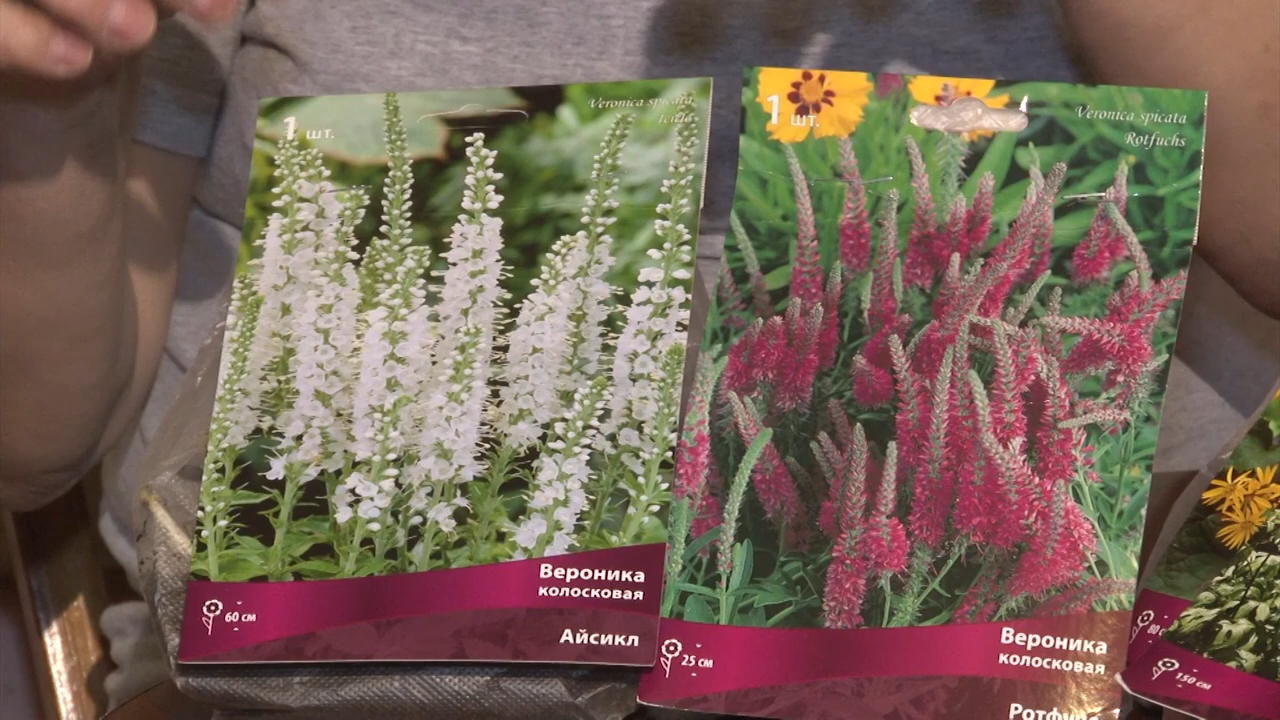 1 шт.
Veronica spicata
60 см
Вероника
колосковая
Айсикл
1 шт.
Veronica spicata
Rotfuchs
25 см
Вероника
колосковая
150 см